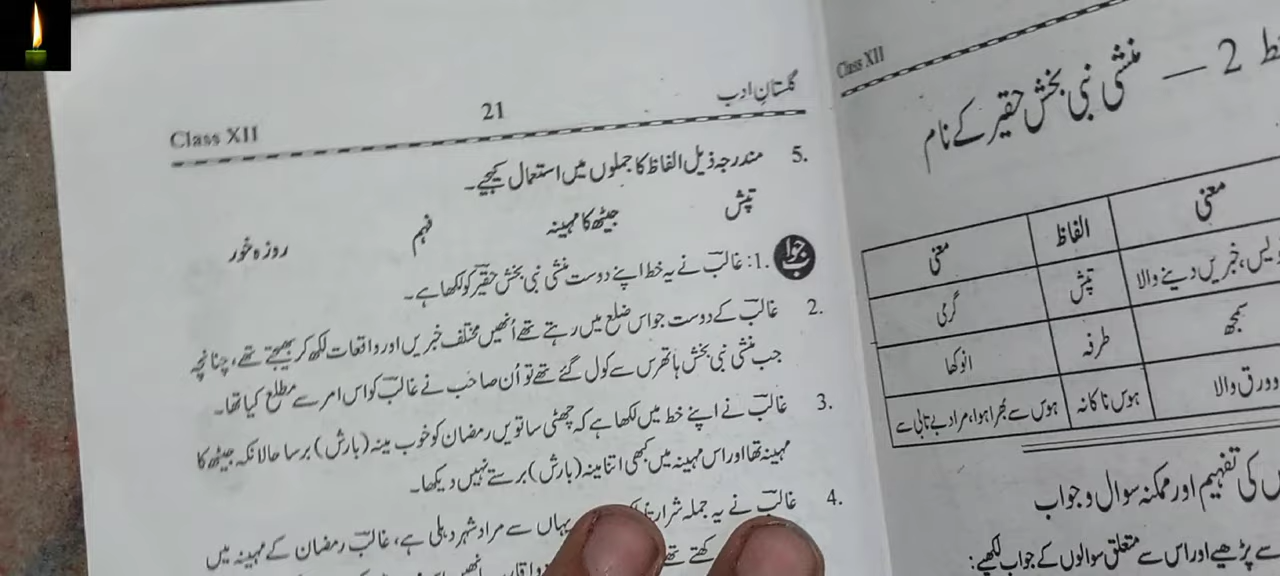 Class XII
21
گلستانِ ادب
5. مندرجہ ذیل الفاظ کا جملوں میں استعمال کیجیے۔
تپش جیٹھ کا مہینہ فہم روزہ خور
جواب 1: غالبؔ نے یہ خط اپنے دوست منشی نبی بخش حقیرؔ کو لکھا ہے۔
2. غالبؔ کے دوست جو اس ضلع میں رہتے تھے اُنھیں مختلف خبریں اور واقعات لکھ کر بھیجتے تھے، چنانچہ
جب منشی نبی بخش ہاتھرس سے کول گئے تھے تو اُن صاحب نے غالبؔ کو اس امر سے مطلع کیا تھا۔
3. غالبؔ نے اپنے خط میں لکھا ہے کہ چھٹی ساتویں رمضان کو خوب مینہ (بارش) برسا حالانکہ جیٹھ کا
مہینہ تھا اور اس مہینہ میں کبھی اتنا مینہ (بارش) برستے نہیں دیکھا۔
4. غالبؔ نے یہ جملہ یہاں سے مراد شہر دہلی ہے، غالبؔ رمضان کے مہینہ میں
Class XII
2 — منشی نبی بخش حقیر کے نام
معنی الفاظ معنی
خبریں دینے والا تپش گرمی
سمجھ طرفہ انوکھا
ورق والا ہوس ناکانہ ہوس سے بھرا ہوا، مراد بے تابی سے
کی تفہیم اور ممکنہ سوال و جواب
سے پڑھیے اور اس سے متعلق سوالوں کے جواب لکھیے: